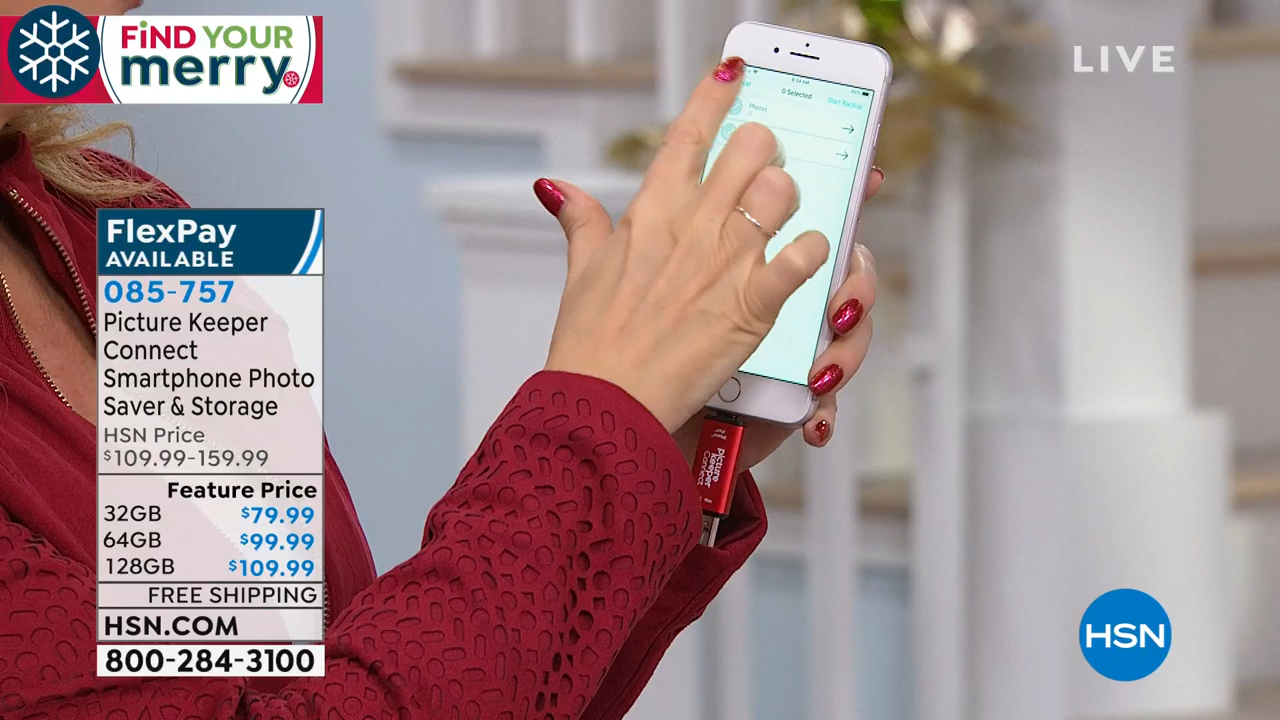 FiND YOUR
merry.
LIVE
FlexPay
AVAILABLE
085-757
Picture Keeper
Connect
Smartphone Photo
Saver & Storage
HSN Price
$109.99-159.99
Feature Price
32GB $79.99
64GB $99.99
128GB $109.99
FREE SHIPPING
HSN.COM
800-284-3100
0 Selected
Start Backup
Photos
picture
keeper
Connect
HSN